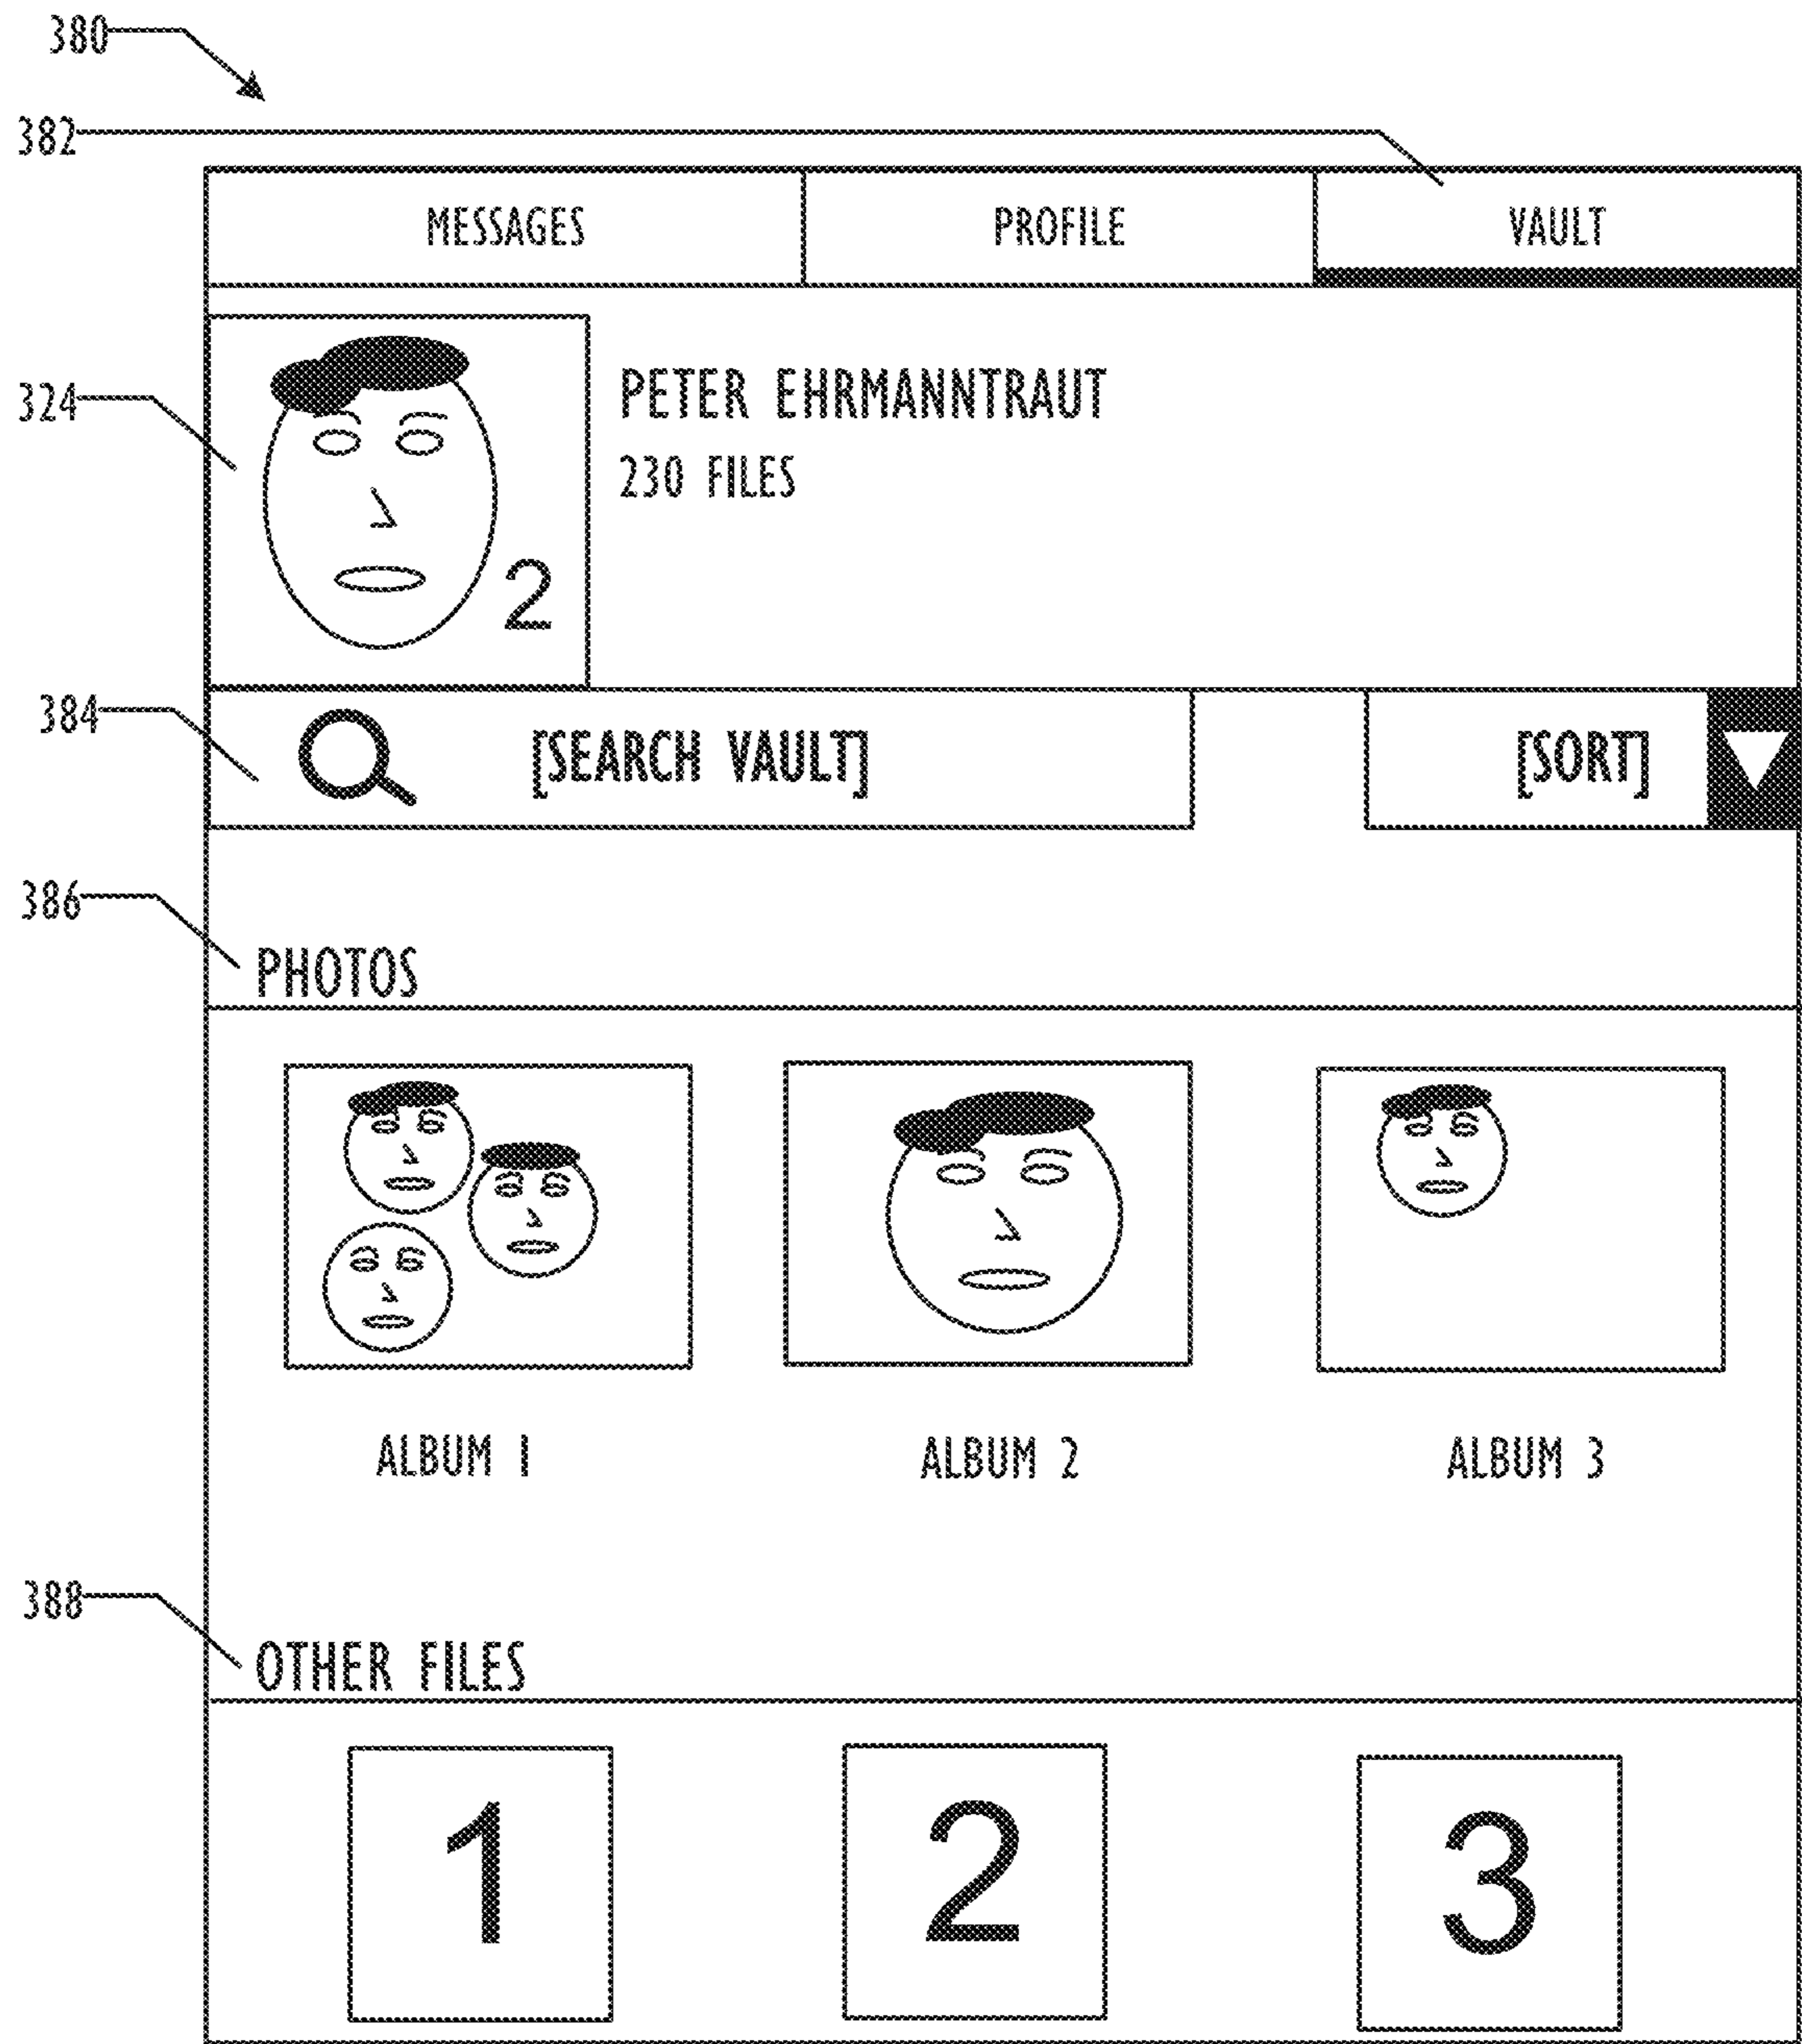 380
382
MESSAGES PROFILE VAULT
324
PETER EHRMANNTRAUT
230 FILES
2
384
[SEARCH VAULT] [SORT]
386
PHOTOS
ALBUM 1 ALBUM 2 ALBUM 3
388
OTHER FILES
1 2 3